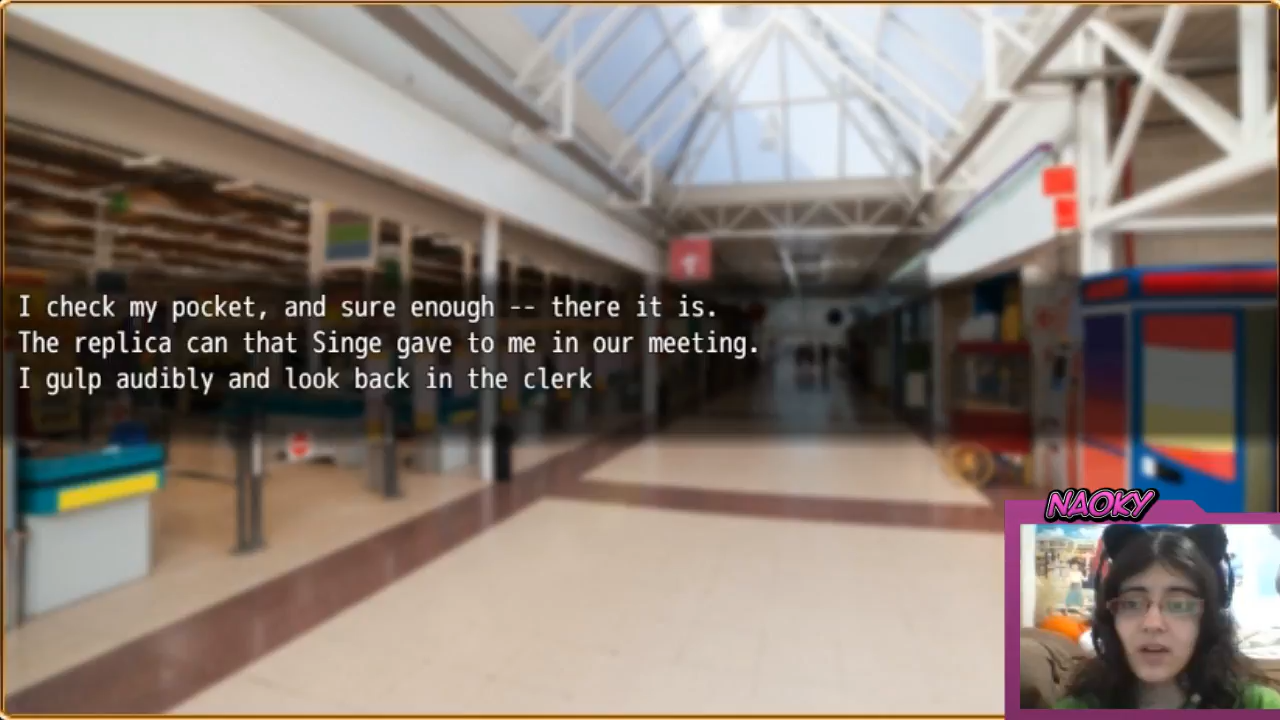 I check my pocket, and sure enough -- there it is.
The replica can that Singe gave to me in our meeting.
I gulp audibly and look back in the clerk
NAOKY